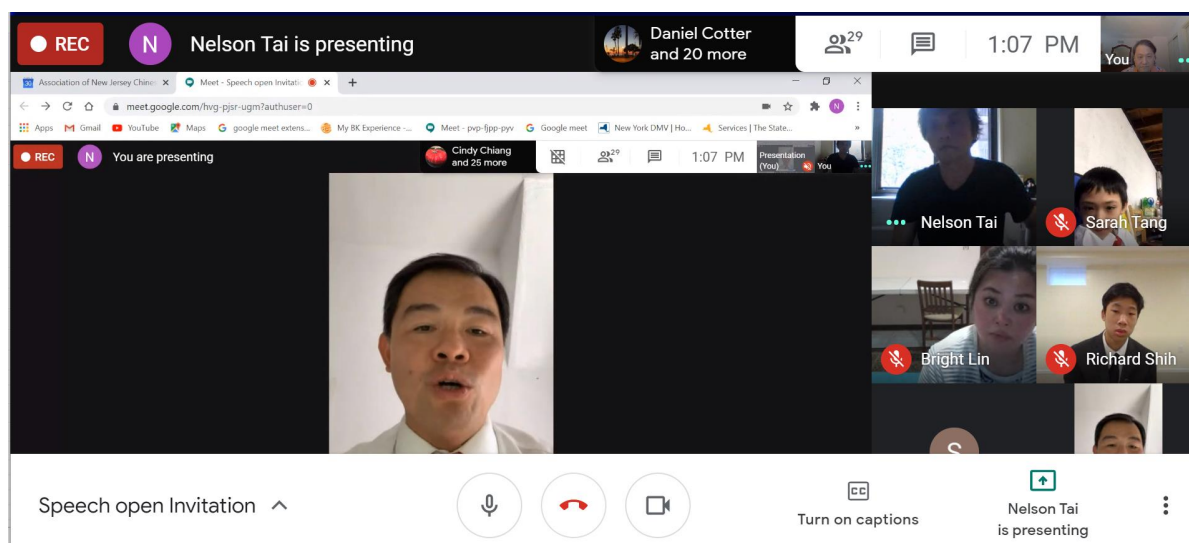 REC
N
Nelson Tai is presenting
Daniel Cotter
and 20 more
29
1:07 PM
You
30
Association of New Jersey Chines
Meet - Speech open Invitatio
meet.google.com/hvg-pjsr-ugm?authuser=0
N
Apps
Gmail
YouTube
Maps
google meet extens...
My BK Experience -...
Meet - pvp-fjpp-pyv
Google meet
New York DMV | Ho...
Services | The State...
»
REC
N
You are presenting
Cindy Chiang
and 25 more
29
1:07 PM
Presentation
(You)
You
Nelson Tai
Sarah Tang
Bright Lin
Richard Shih
S
Speech open Invitation
CC
Turn on captions
Nelson Tai
is presenting